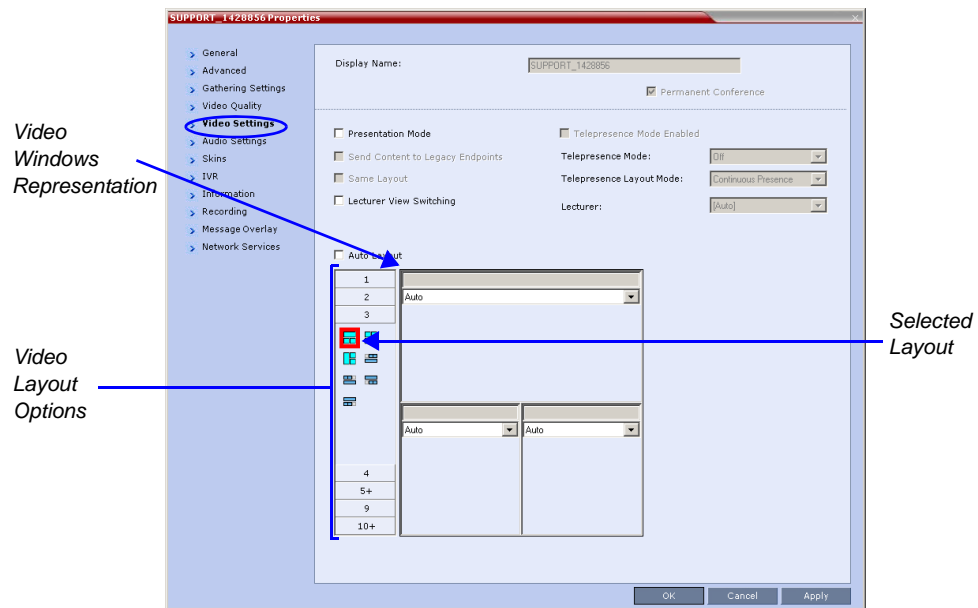 SUPPORT_1428856 Properties
General
Advanced
Gathering Settings
Video Quality
Video Settings
Audio Settings
Skins
IVR
Information
Recording
Message Overlay
Network Services
Display Name:
SUPPORT_1428856
Permanent Conference
Presentation Mode
Send Content to Legacy Endpoints
Same Layout
Lecturer View Switching
Telepresence Mode Enabled
Telepresence Mode:
Off
Telepresence Layout Mode:
Continuous Presence
Lecturer:
[Auto]
Auto Layout
1
2
3
4
5+
9
10+
Auto
Auto
Auto
OK
Cancel
Apply
Video
Windows
Representation
Video
Layout
Options
Selected
Layout